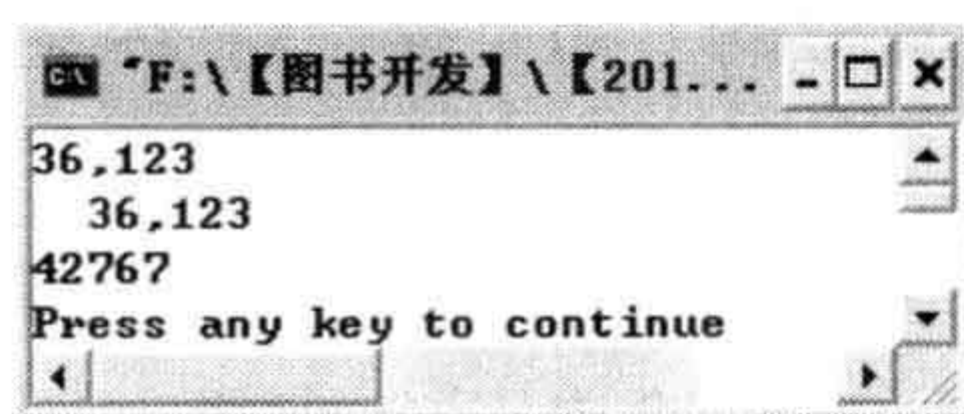 "F:\【图书开发】\【201...
36,123
  36,123
42767
Press any key to continue